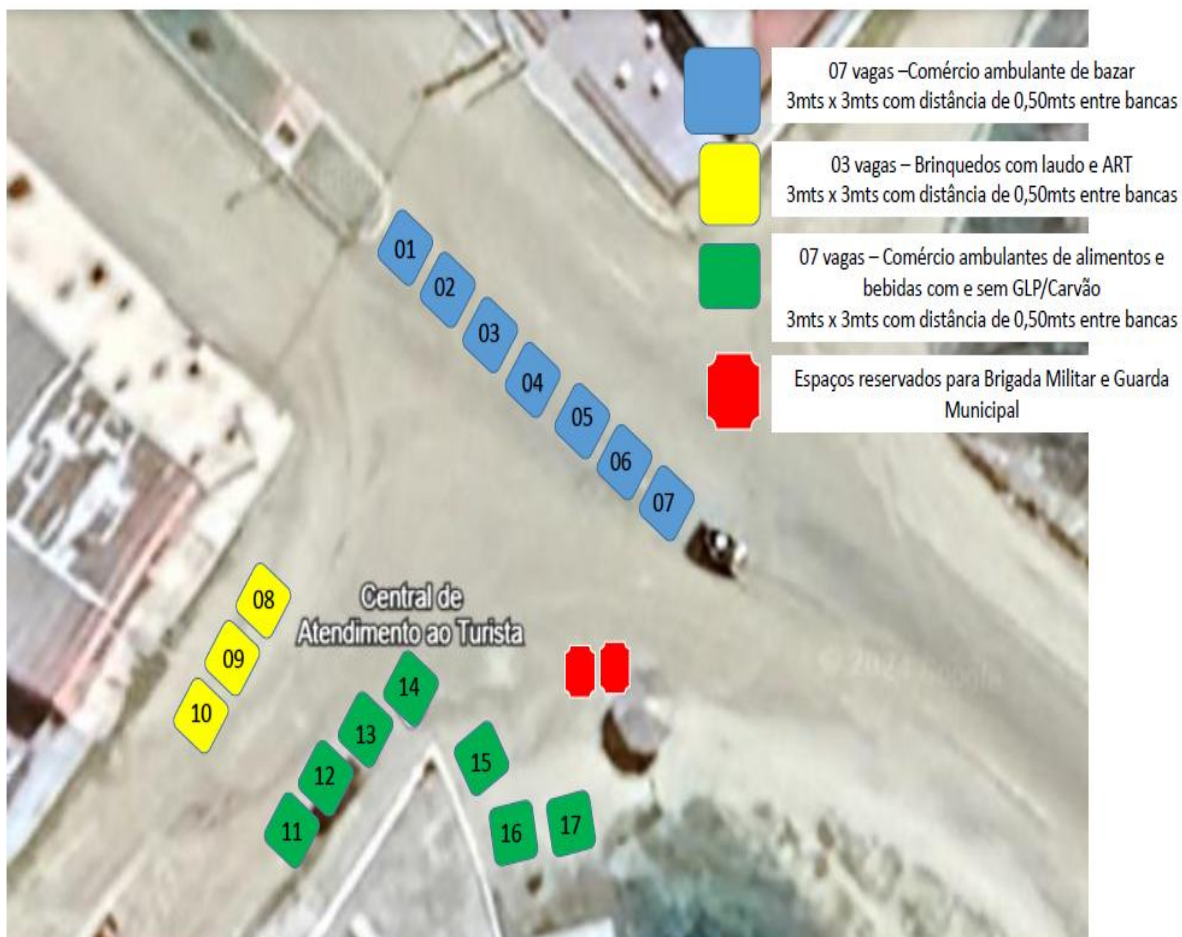 07 vagas –Comércio ambulante de bazar
3mts x 3mts com distância de 0,50mts entre bancas
03 vagas – Brinquedos com laudo e ART
3mts x 3mts com distância de 0,50mts entre bancas
07 vagas – Comércio ambulantes de alimentos e
bebidas com e sem GLP/Carvão
3mts x 3mts com distância de 0,50mts entre bancas
Espaços reservados para Brigada Militar e Guarda
Municipal
01
02
03
04
05
06
07
08
09
10
Central de
Atendimento ao Turista
14
13
12
11
15
16
17